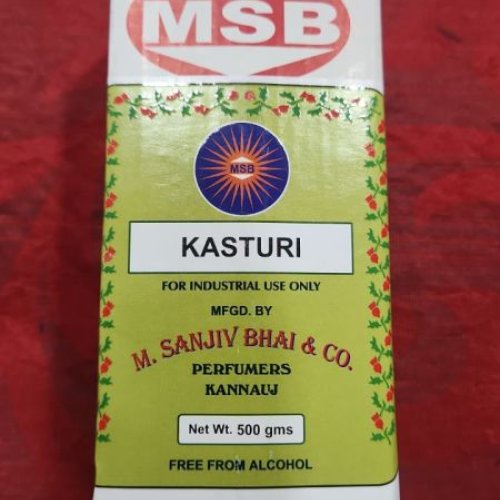 MSB
MSB
KASTURI
FOR INDUSTRIAL USE ONLY
MFGD. BY
M. SANJIV BHAI & CO.
PERFUMERS
KANNAUJ
Net Wt. 500 gms
FREE FROM ALCOHOL